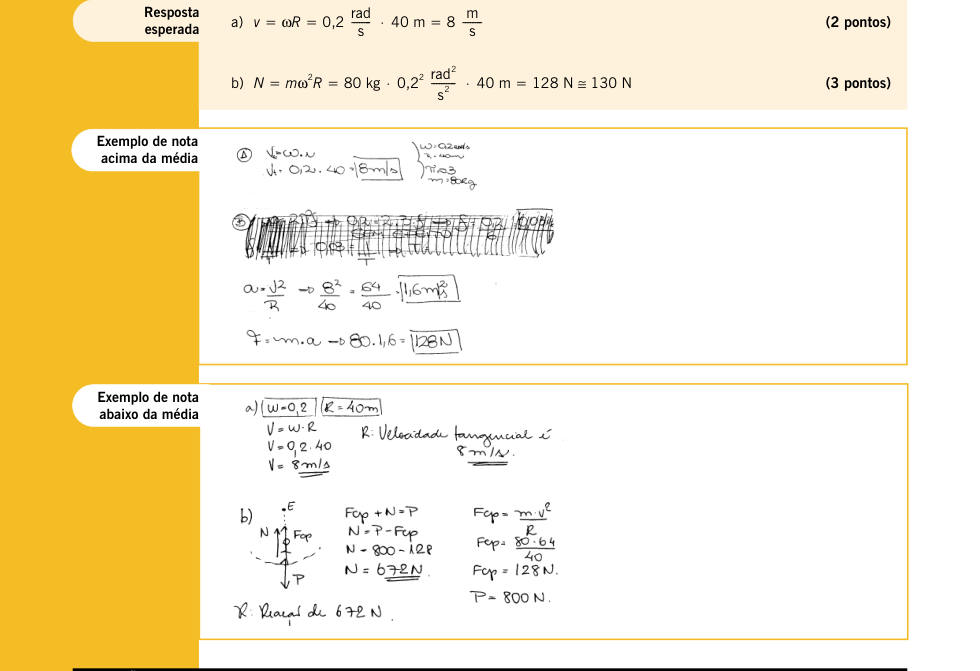 Resposta
esperada
a) v = ωR = 0,2 rad/s · 40 m = 8 m/s
(2 pontos)
b) N = mω²R = 80 kg · 0,2² rad²/s² · 40 m = 128 N ≅ 130 N
(3 pontos)
Exemplo de nota
acima da média
A) V=ω.r
V= 0,2.40 = 8m/s
ω=0,2 rad/s
r=40m
π=3
m=80kg
B)
a=V²/R → 8²/40 = 64/40 = 1,6m/s²
F=m.a → 80.1,6= 128N
Exemplo de nota
abaixo da média
a) W=0,2 R=40m
V=W·R
V=0,2.40
V= 8m/s
R: Velocidade tangencial é
8m/s.
b)
E
N Fcp
P
Fcp+N=P
N=P-Fcp
N=800-128
N=672N.
Fcp= m·v²/R
Fcp= 80·64/40
Fcp=128N.
P=800N.
R: Reação de 672N.